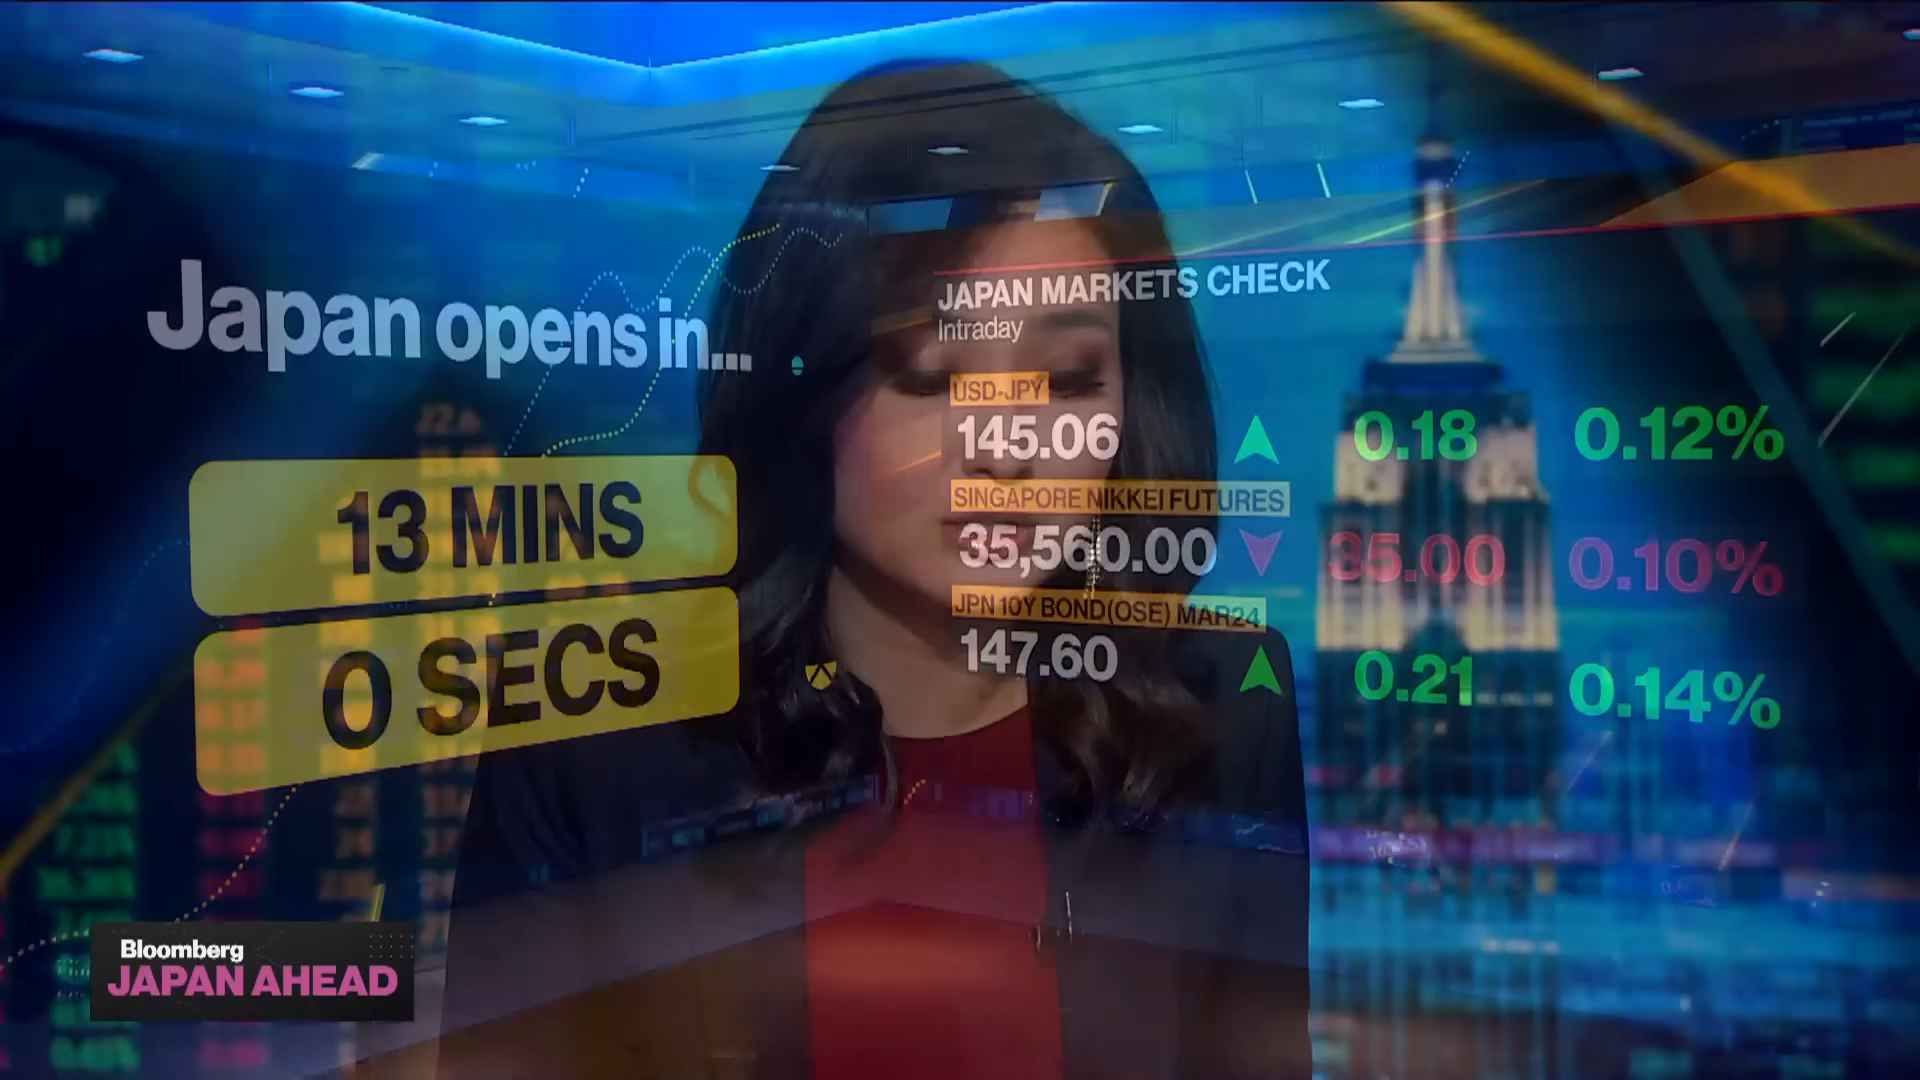 Japan opens in...
13 MINS
0 SECS
JAPAN MARKETS CHECK
Intraday
USD-JPY
145.06 0.18 0.12%
SINGAPORE NIKKEI FUTURES
35,560.00 35.00 0.10%
JPN 10Y BOND(OSE) MAR24
147.60 0.21 0.14%
Bloomberg
JAPAN AHEAD